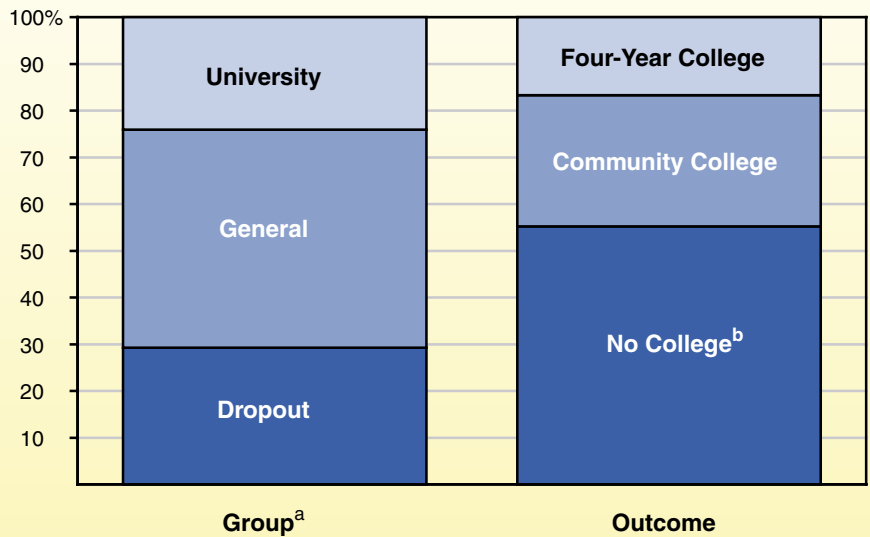 100%
90
80
70
60
50
40
30
20
10
University
General
Dropout
Four-Year College
Community College
No College^b
Group^a
Outcome